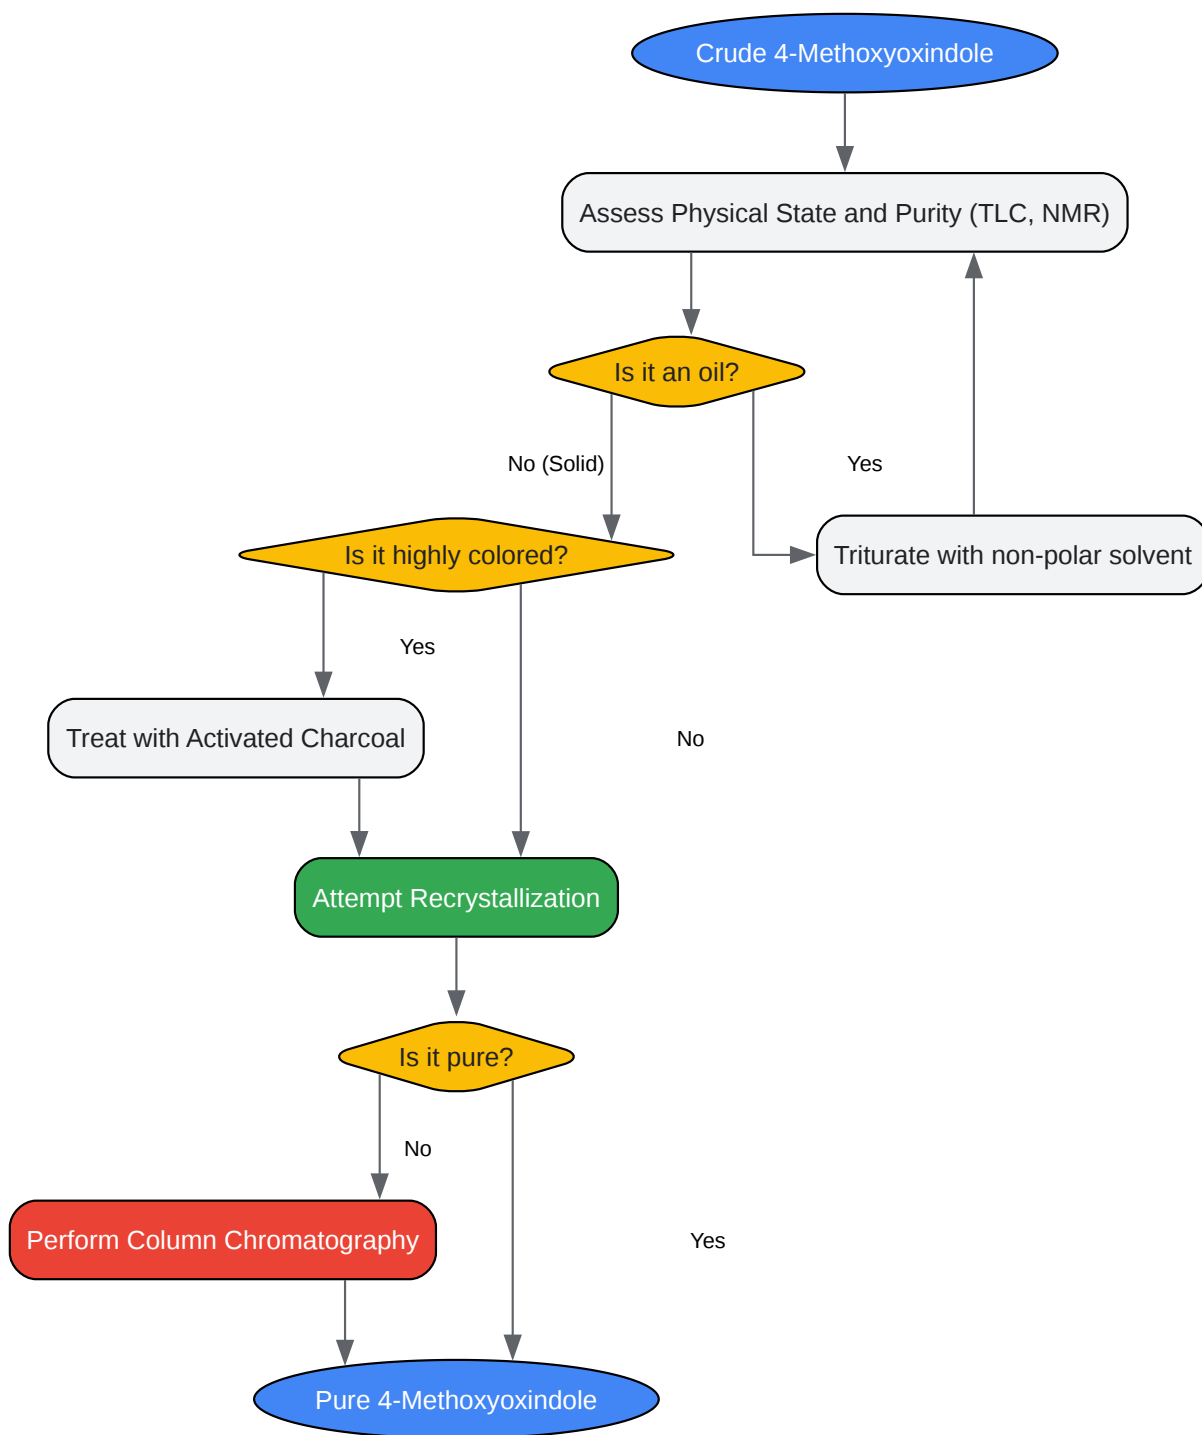 Crude 4-Methoxyoxindole
Assess Physical State and Purity (TLC, NMR)
Is it an oil?
No (Solid)
Yes
Is it highly colored?
Triturate with non-polar solvent
Yes
Treat with Activated Charcoal
No
Attempt Recrystallization
Is it pure?
No
Perform Column Chromatography
Yes
Pure 4-Methoxyoxindole